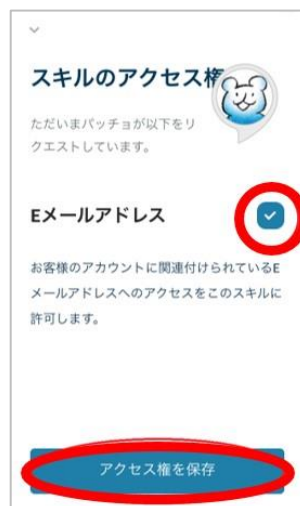 スキルのアクセス権
ただいまパッチョが以下をリ
クエストしています。
Eメールアドレス
お客様のアカウントに関連付けられているE
メールアドレスへのアクセスをこのスキルに
許可します。
アクセス権を保存